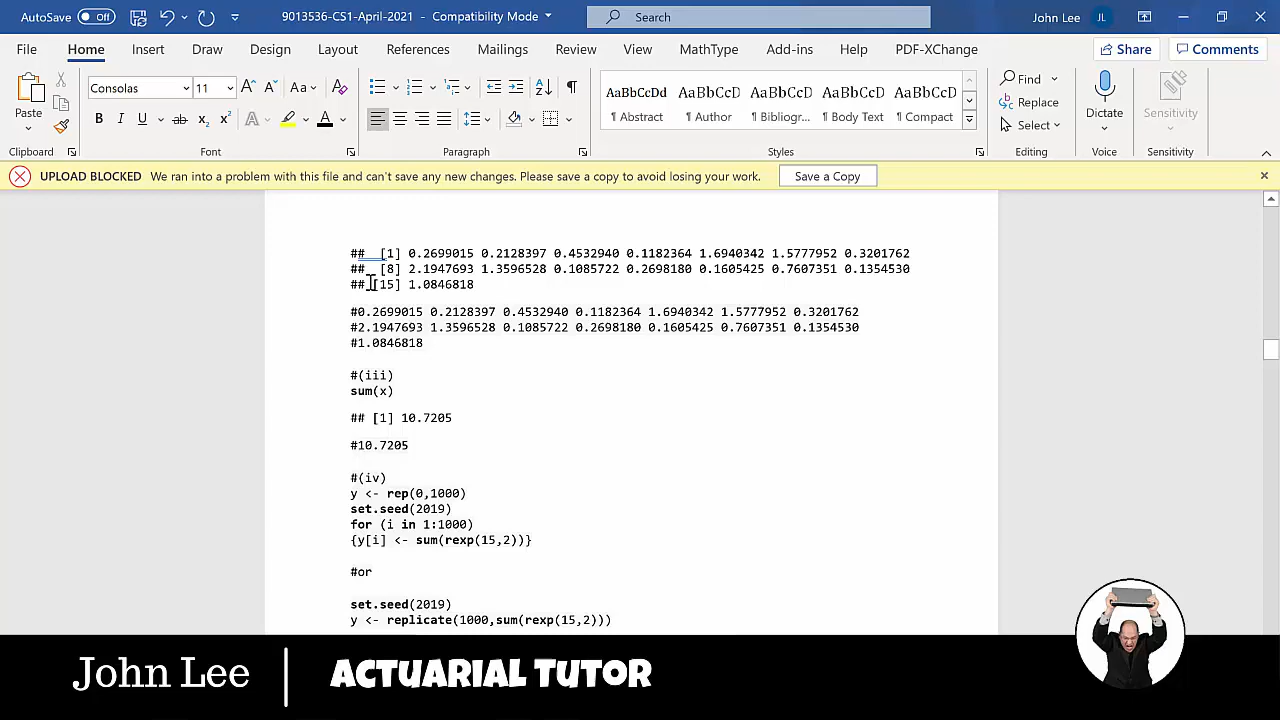 AutoSave Off 9013536-CS1-April-2021 - Compatibility Mode Search John Lee JL
File Home Insert Draw Design Layout References Mailings Review View MathType Add-ins Help PDF-XChange Share Comments
Consolas 11 Aa AaBbCcDd AaBbCcD AaBbCcD AaBbCcD AaBbCcD Find
Paste Replace Dictate Sensitivity
B I U ab x₂ x² A A ¶ Abstract ¶ Author ¶ Bibliogr... ¶ Body Text ¶ Compact Select
Clipboard Font Paragraph Styles Editing Voice Sensitivity
UPLOAD BLOCKED We ran into a problem with this file and can't save any new changes. Please save a copy to avoid losing your work. Save a Copy
##  [1] 0.2699015 0.2128397 0.4532940 0.1182364 1.6940342 1.5777952 0.3201762
##  [8] 2.1947693 1.3596528 0.1085722 0.2698180 0.1605425 0.7607351 0.1354530
## [15] 1.0846818
#0.2699015 0.2128397 0.4532940 0.1182364 1.6940342 1.5777952 0.3201762
#2.1947693 1.3596528 0.1085722 0.2698180 0.1605425 0.7607351 0.1354530
#1.0846818
#(iii)
sum(x)
## [1] 10.7205
#10.7205
#(iv)
y <- rep(0,1000)
set.seed(2019)
for (i in 1:1000)
{y[i] <- sum(rexp(15,2))}
#or
set.seed(2019)
y <- replicate(1000,sum(rexp(15,2)))
John Lee ACTUARIAL TUTOR